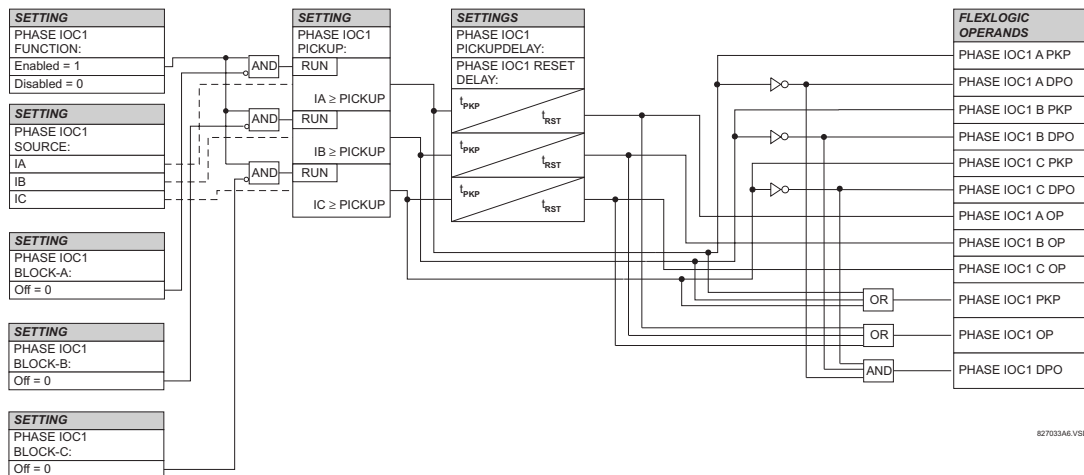 SETTING
PHASE IOC1
FUNCTION:
Enabled = 1
Disabled = 0
SETTING
PHASE IOC1
SOURCE:
IA
IB
IC
SETTING
PHASE IOC1
BLOCK-A:
Off = 0
SETTING
PHASE IOC1
BLOCK-B:
Off = 0
SETTING
PHASE IOC1
BLOCK-C:
Off = 0
AND
AND
AND
SETTING
PHASE IOC1
PICKUP:
RUN
IA ≥ PICKUP
RUN
IB ≥ PICKUP
RUN
IC ≥ PICKUP
SETTINGS
PHASE IOC1
PICKUPDELAY:
PHASE IOC1 RESET
DELAY:
tPKP
tRST
tPKP
tRST
tPKP
tRST
OR
OR
AND
FLEXLOGIC
OPERANDS
PHASE IOC1 A PKP
PHASE IOC1 A DPO
PHASE IOC1 B PKP
PHASE IOC1 B DPO
PHASE IOC1 C PKP
PHASE IOC1 C DPO
PHASE IOC1 A OP
PHASE IOC1 B OP
PHASE IOC1 C OP
PHASE IOC1 PKP
PHASE IOC1 OP
PHASE IOC1 DPO